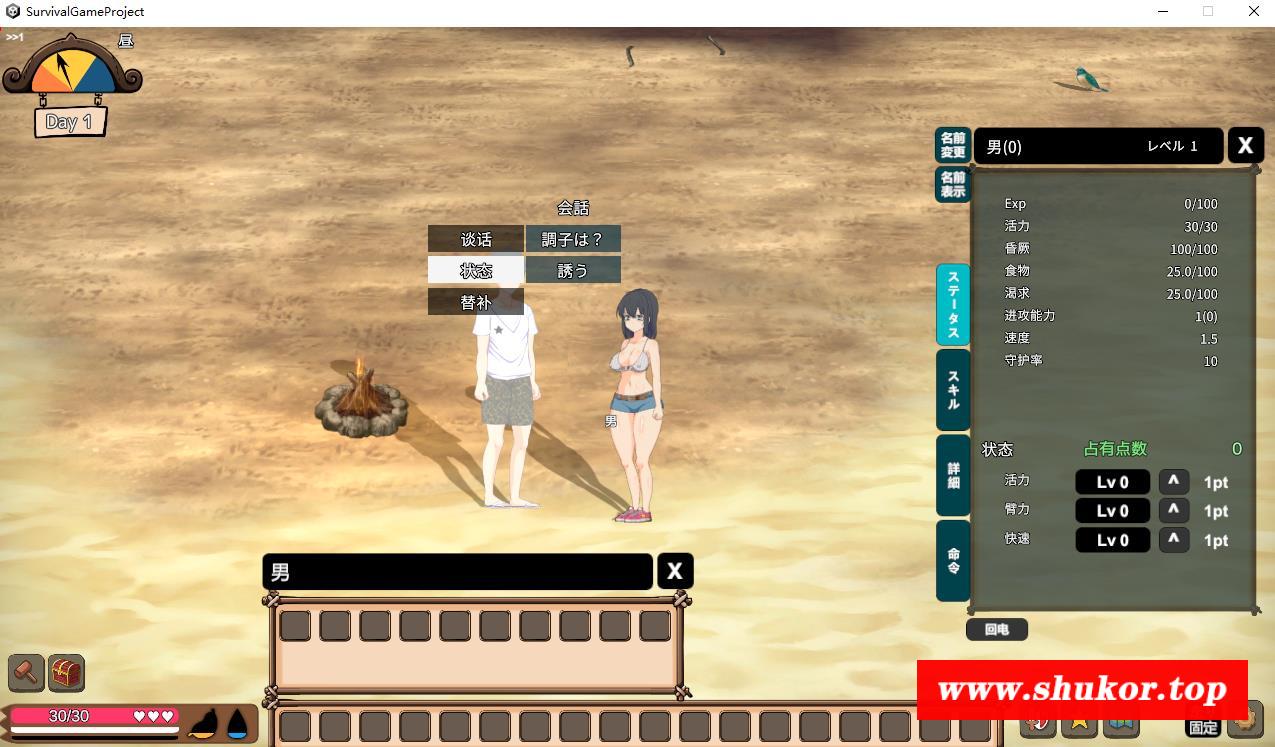 SurvivalGameProject
>>1
昼
Day 1
会話
谈话
調子は？
状态
誘う
替补
男
男
30/30
名前
変更
名前
表示
男(0)
レベル 1
X
Exp 0/100
活力 30/30
昏厥 100/100
食物 25.0/100
渴求 25.0/100
进攻能力 1(0)
速度 1.5
守护率 10
ステータス
スキル
詳細
命令
状态 占有点数 0
活力 Lv 0 ^ 1pt
臂力 Lv 0 ^ 1pt
快速 Lv 0 ^ 1pt
回电
X
www.shukor.top
固定